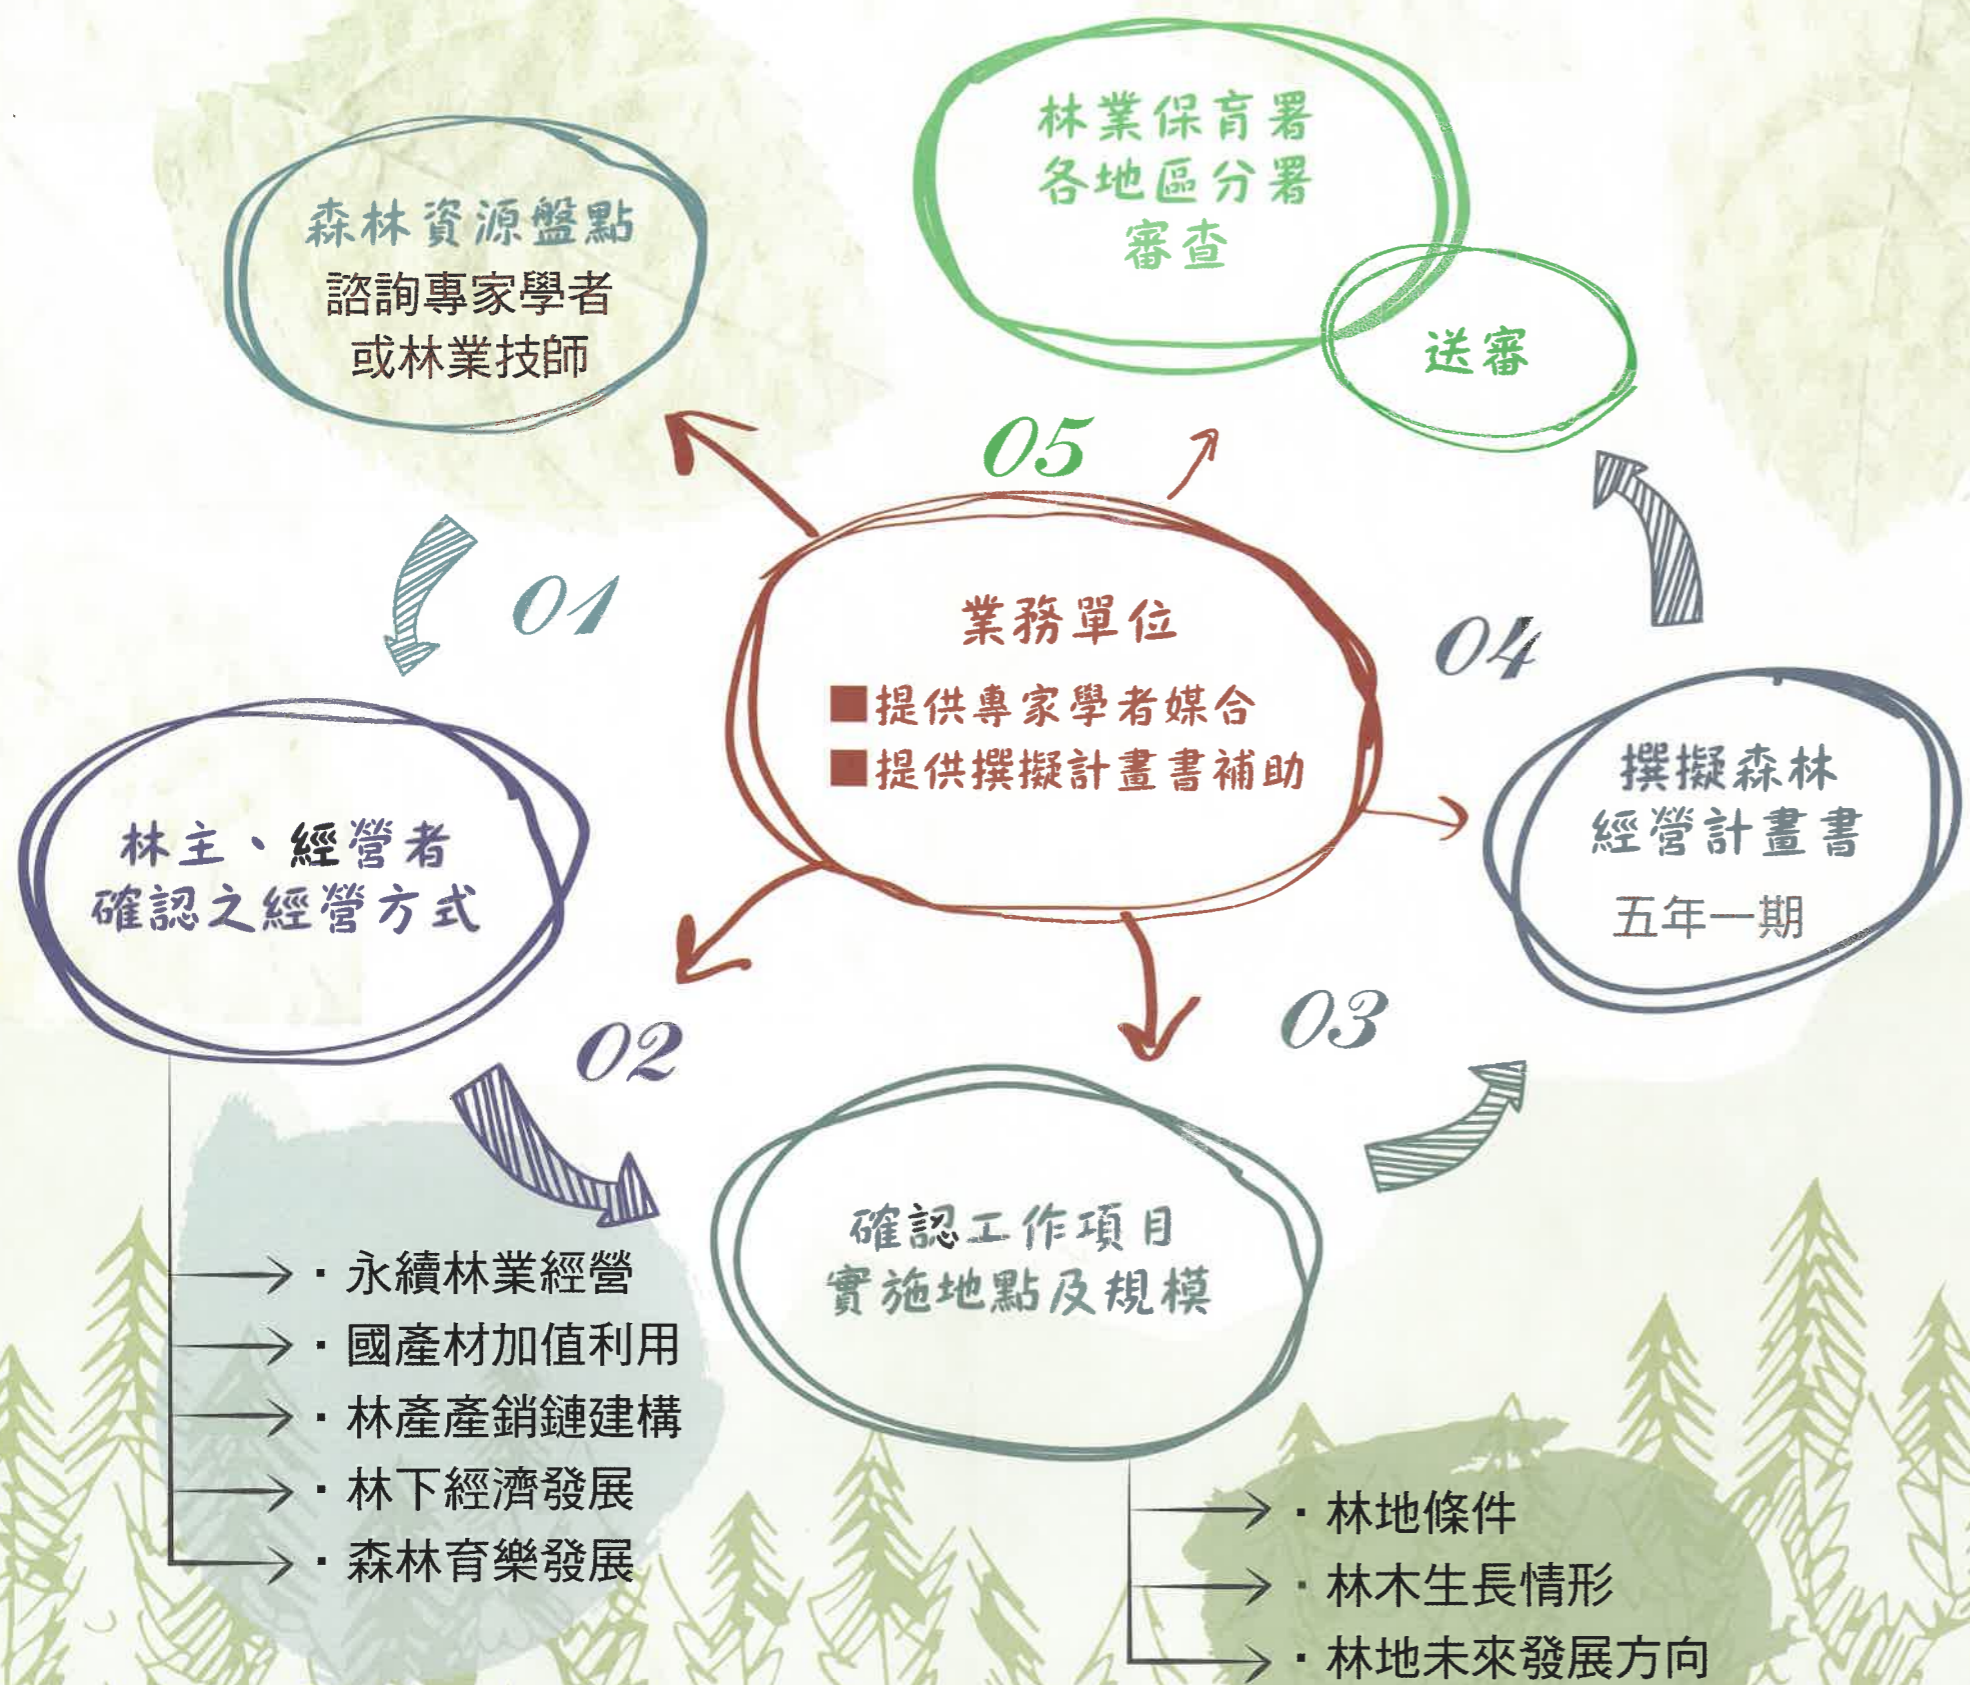 森林資源盤點
諮詢專家學者
或林業技師
01
林主、經營者
確認之經營方式
・永續林業經營
・國產材加值利用
・林產產銷鏈建構
・林下經濟發展
・森林育樂發展
02
確認工作項目
實施地點及規模
・林地條件
・林木生長情形
・林地未來發展方向
03
撰擬森林
經營計畫書
五年一期
04
送審
林業保育署
各地區分署
審查
05
業務單位
■提供專家學者媒合
■提供撰擬計畫書補助